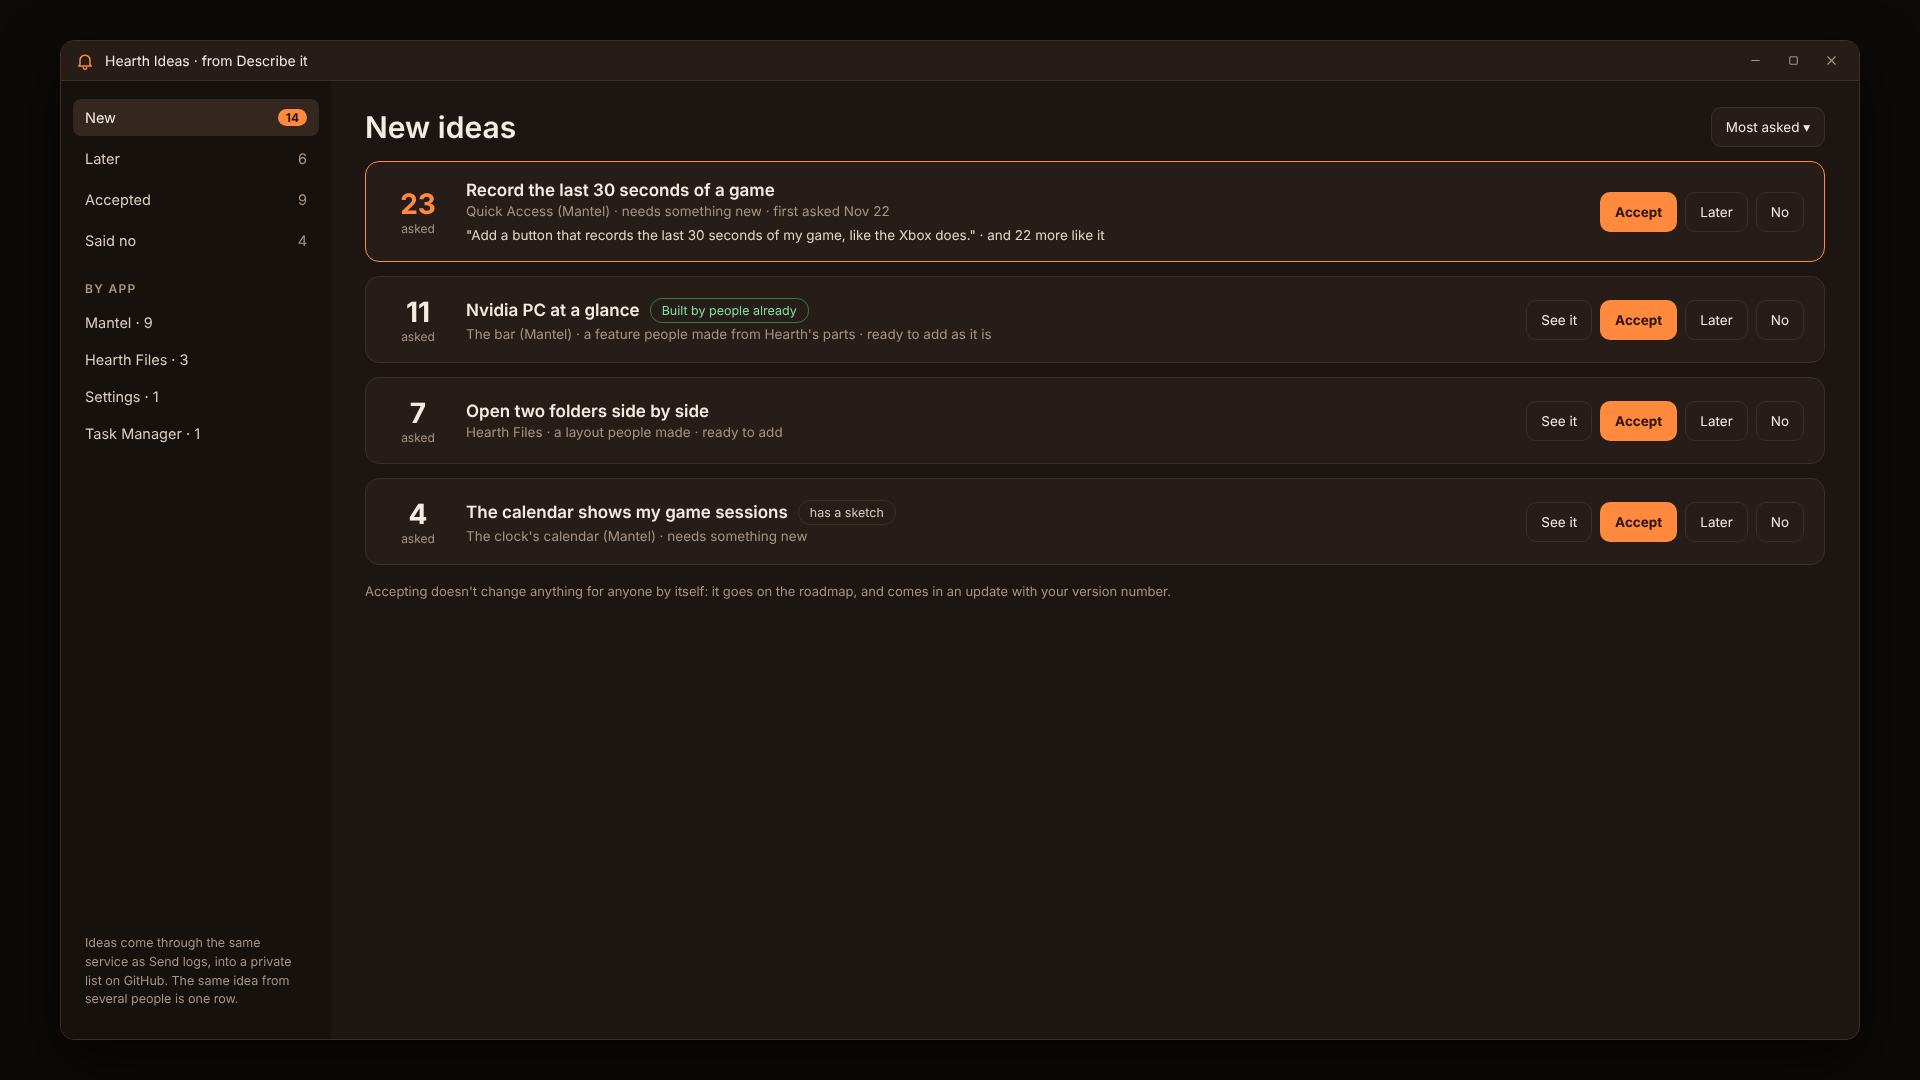 Hearth Ideas · from Describe it
New 14
Later 6
Accepted 9
Said no 4
BY APP
Mantel · 9
Hearth Files · 3
Settings · 1
Task Manager · 1
Ideas come through the same
service as Send logs, into a private
list on GitHub. The same idea from
several people is one row.
New ideas
Most asked ▾
23
asked
Record the last 30 seconds of a game
Quick Access (Mantel) · needs something new · first asked Nov 22
"Add a button that records the last 30 seconds of my game, like the Xbox does." · and 22 more like it
Accept Later No
11
asked
Nvidia PC at a glance Built by people already
The bar (Mantel) · a feature people made from Hearth's parts · ready to add as it is
See it Accept Later No
7
asked
Open two folders side by side
Hearth Files · a layout people made · ready to add
See it Accept Later No
4
asked
The calendar shows my game sessions has a sketch
The clock's calendar (Mantel) · needs something new
See it Accept Later No
Accepting doesn't change anything for anyone by itself: it goes on the roadmap, and comes in an update with your version number.